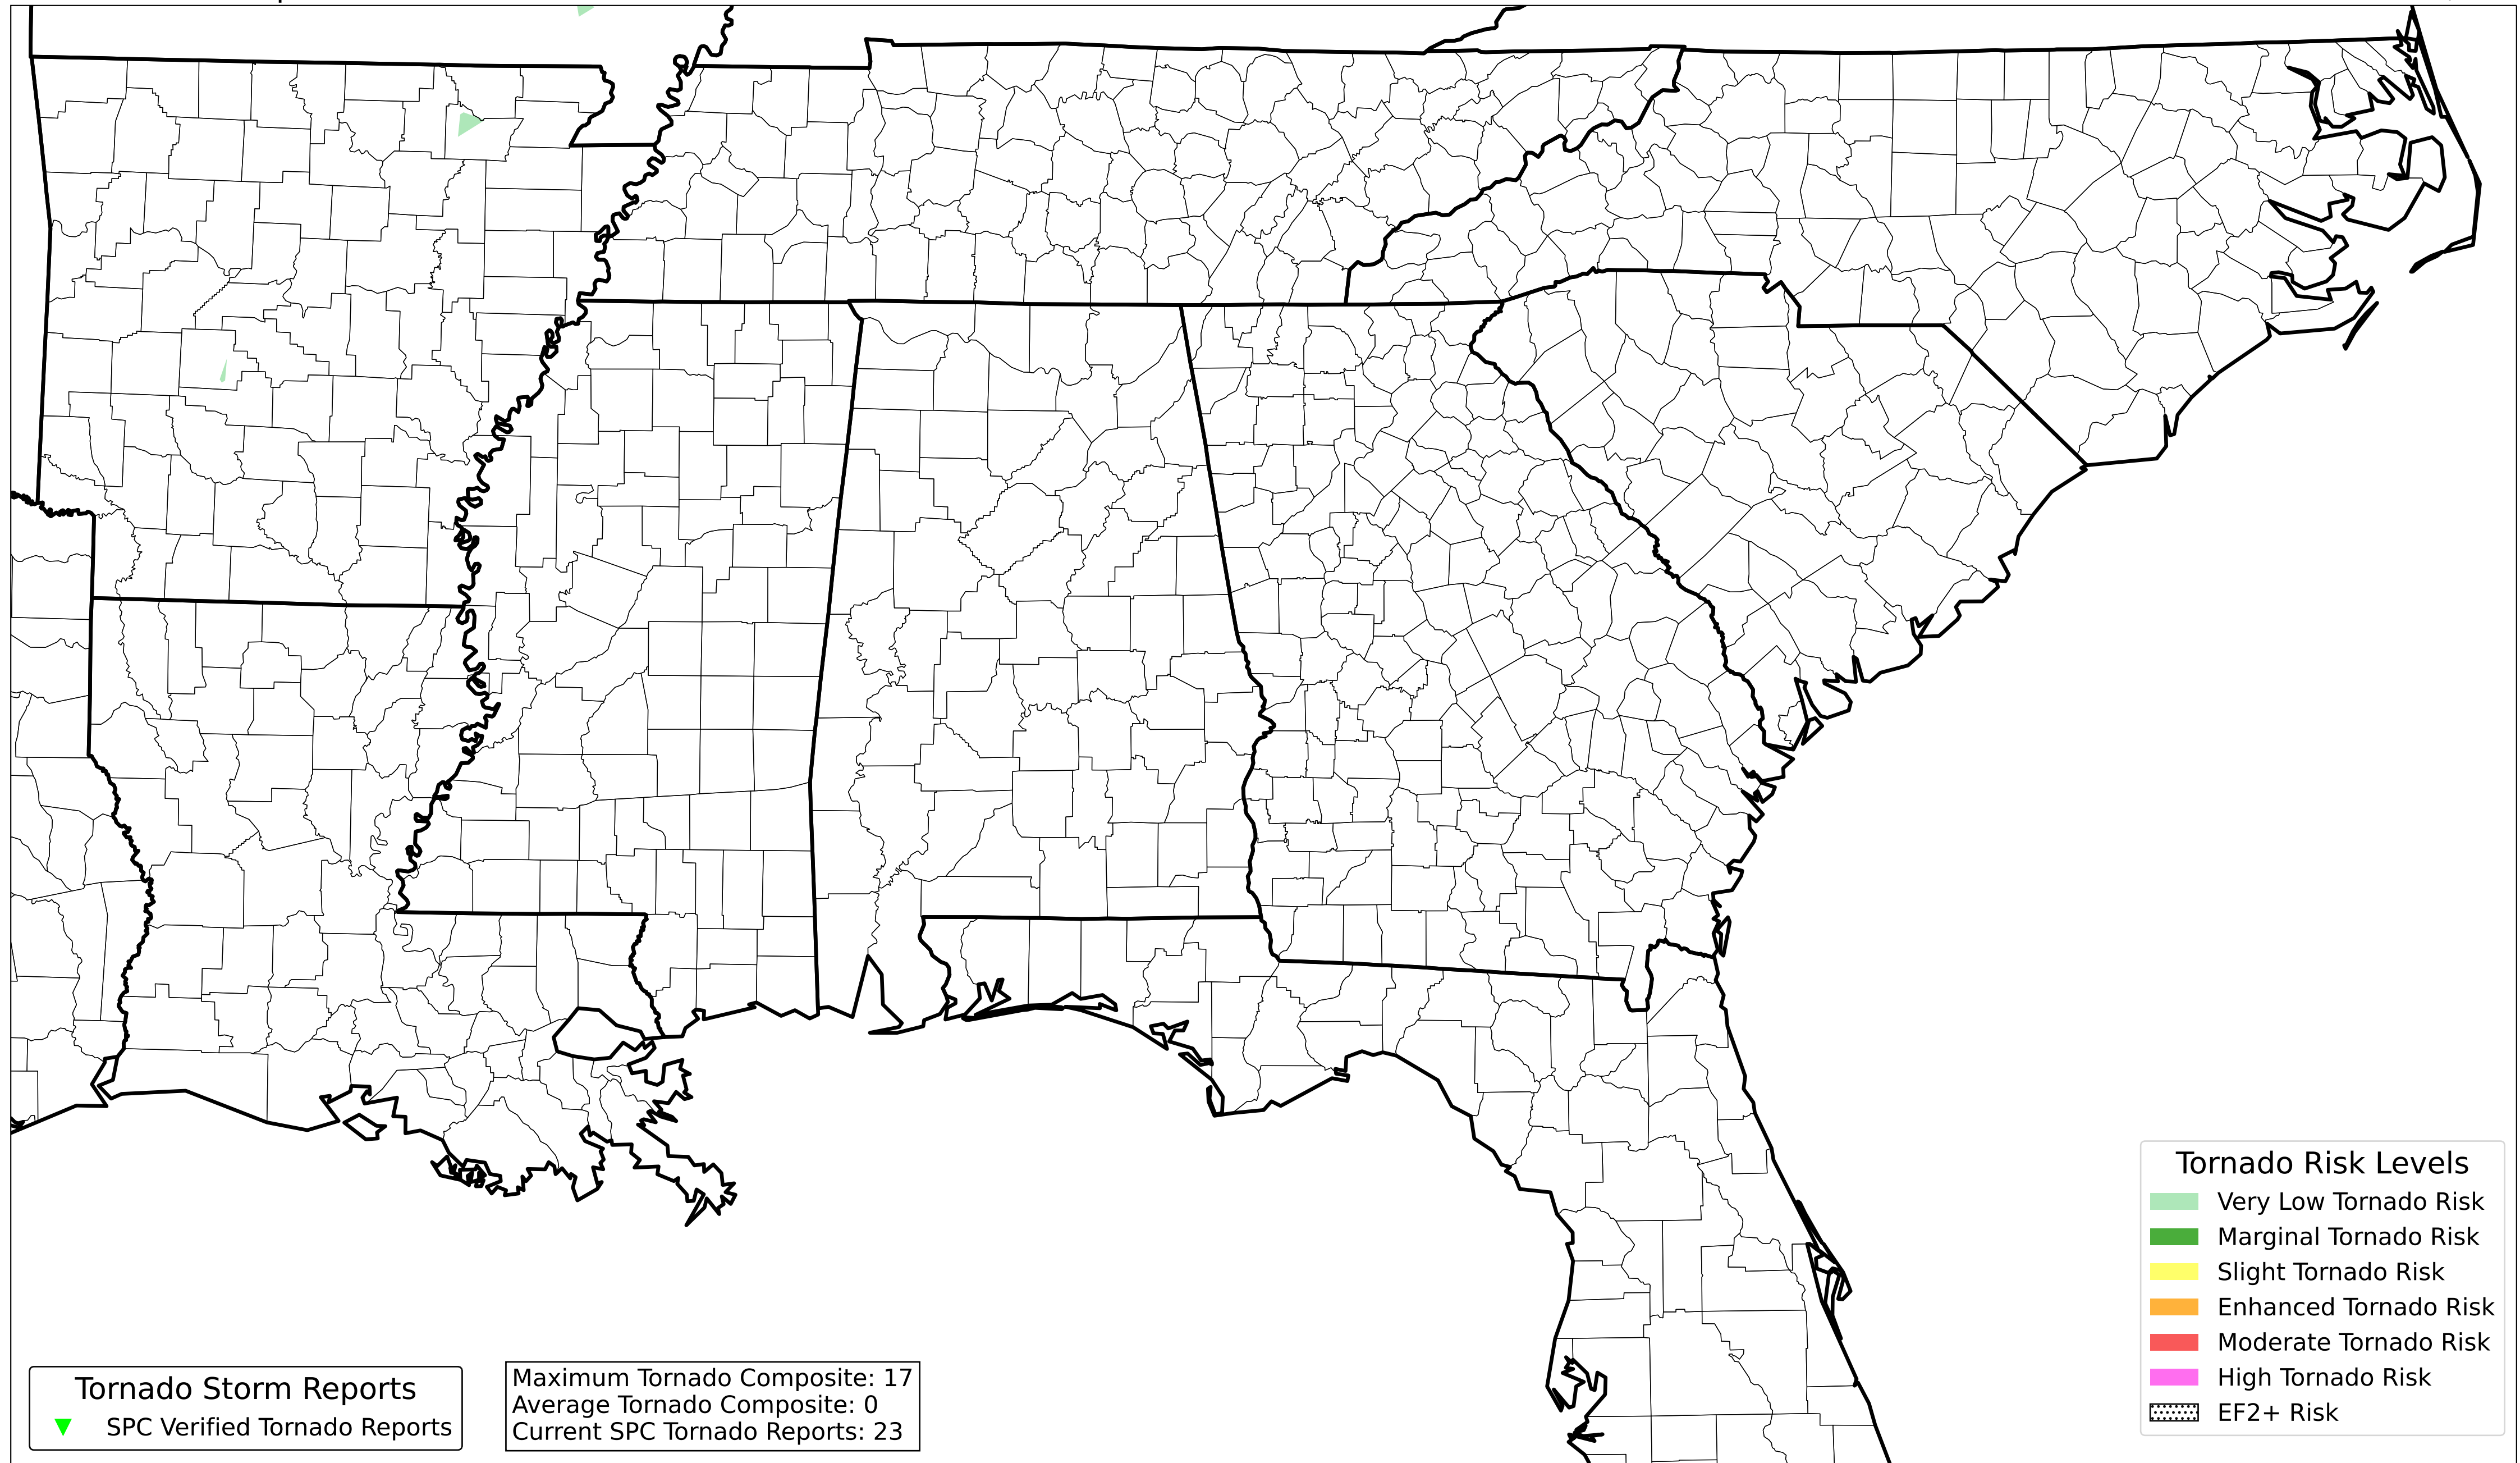 Tornado Risk Levels
Very Low Tornado Risk
Marginal Tornado Risk
Slight Tornado Risk
Enhanced Tornado Risk
Moderate Tornado Risk
High Tornado Risk
EF2+ Risk
Tornado Storm Reports
SPC Verified Tornado Reports
Maximum Tornado Composite: 17
Average Tornado Composite: 0
Current SPC Tornado Reports: 23